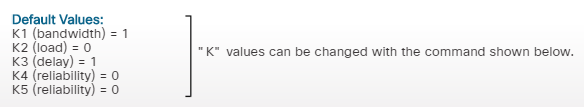 Default Values:
K1 (bandwidth) = 1
K2 (load) = 0
K3 (delay) = 1
K4 (reliability) = 0
K5 (reliability) = 0
"K" values can be changed with the command shown below.